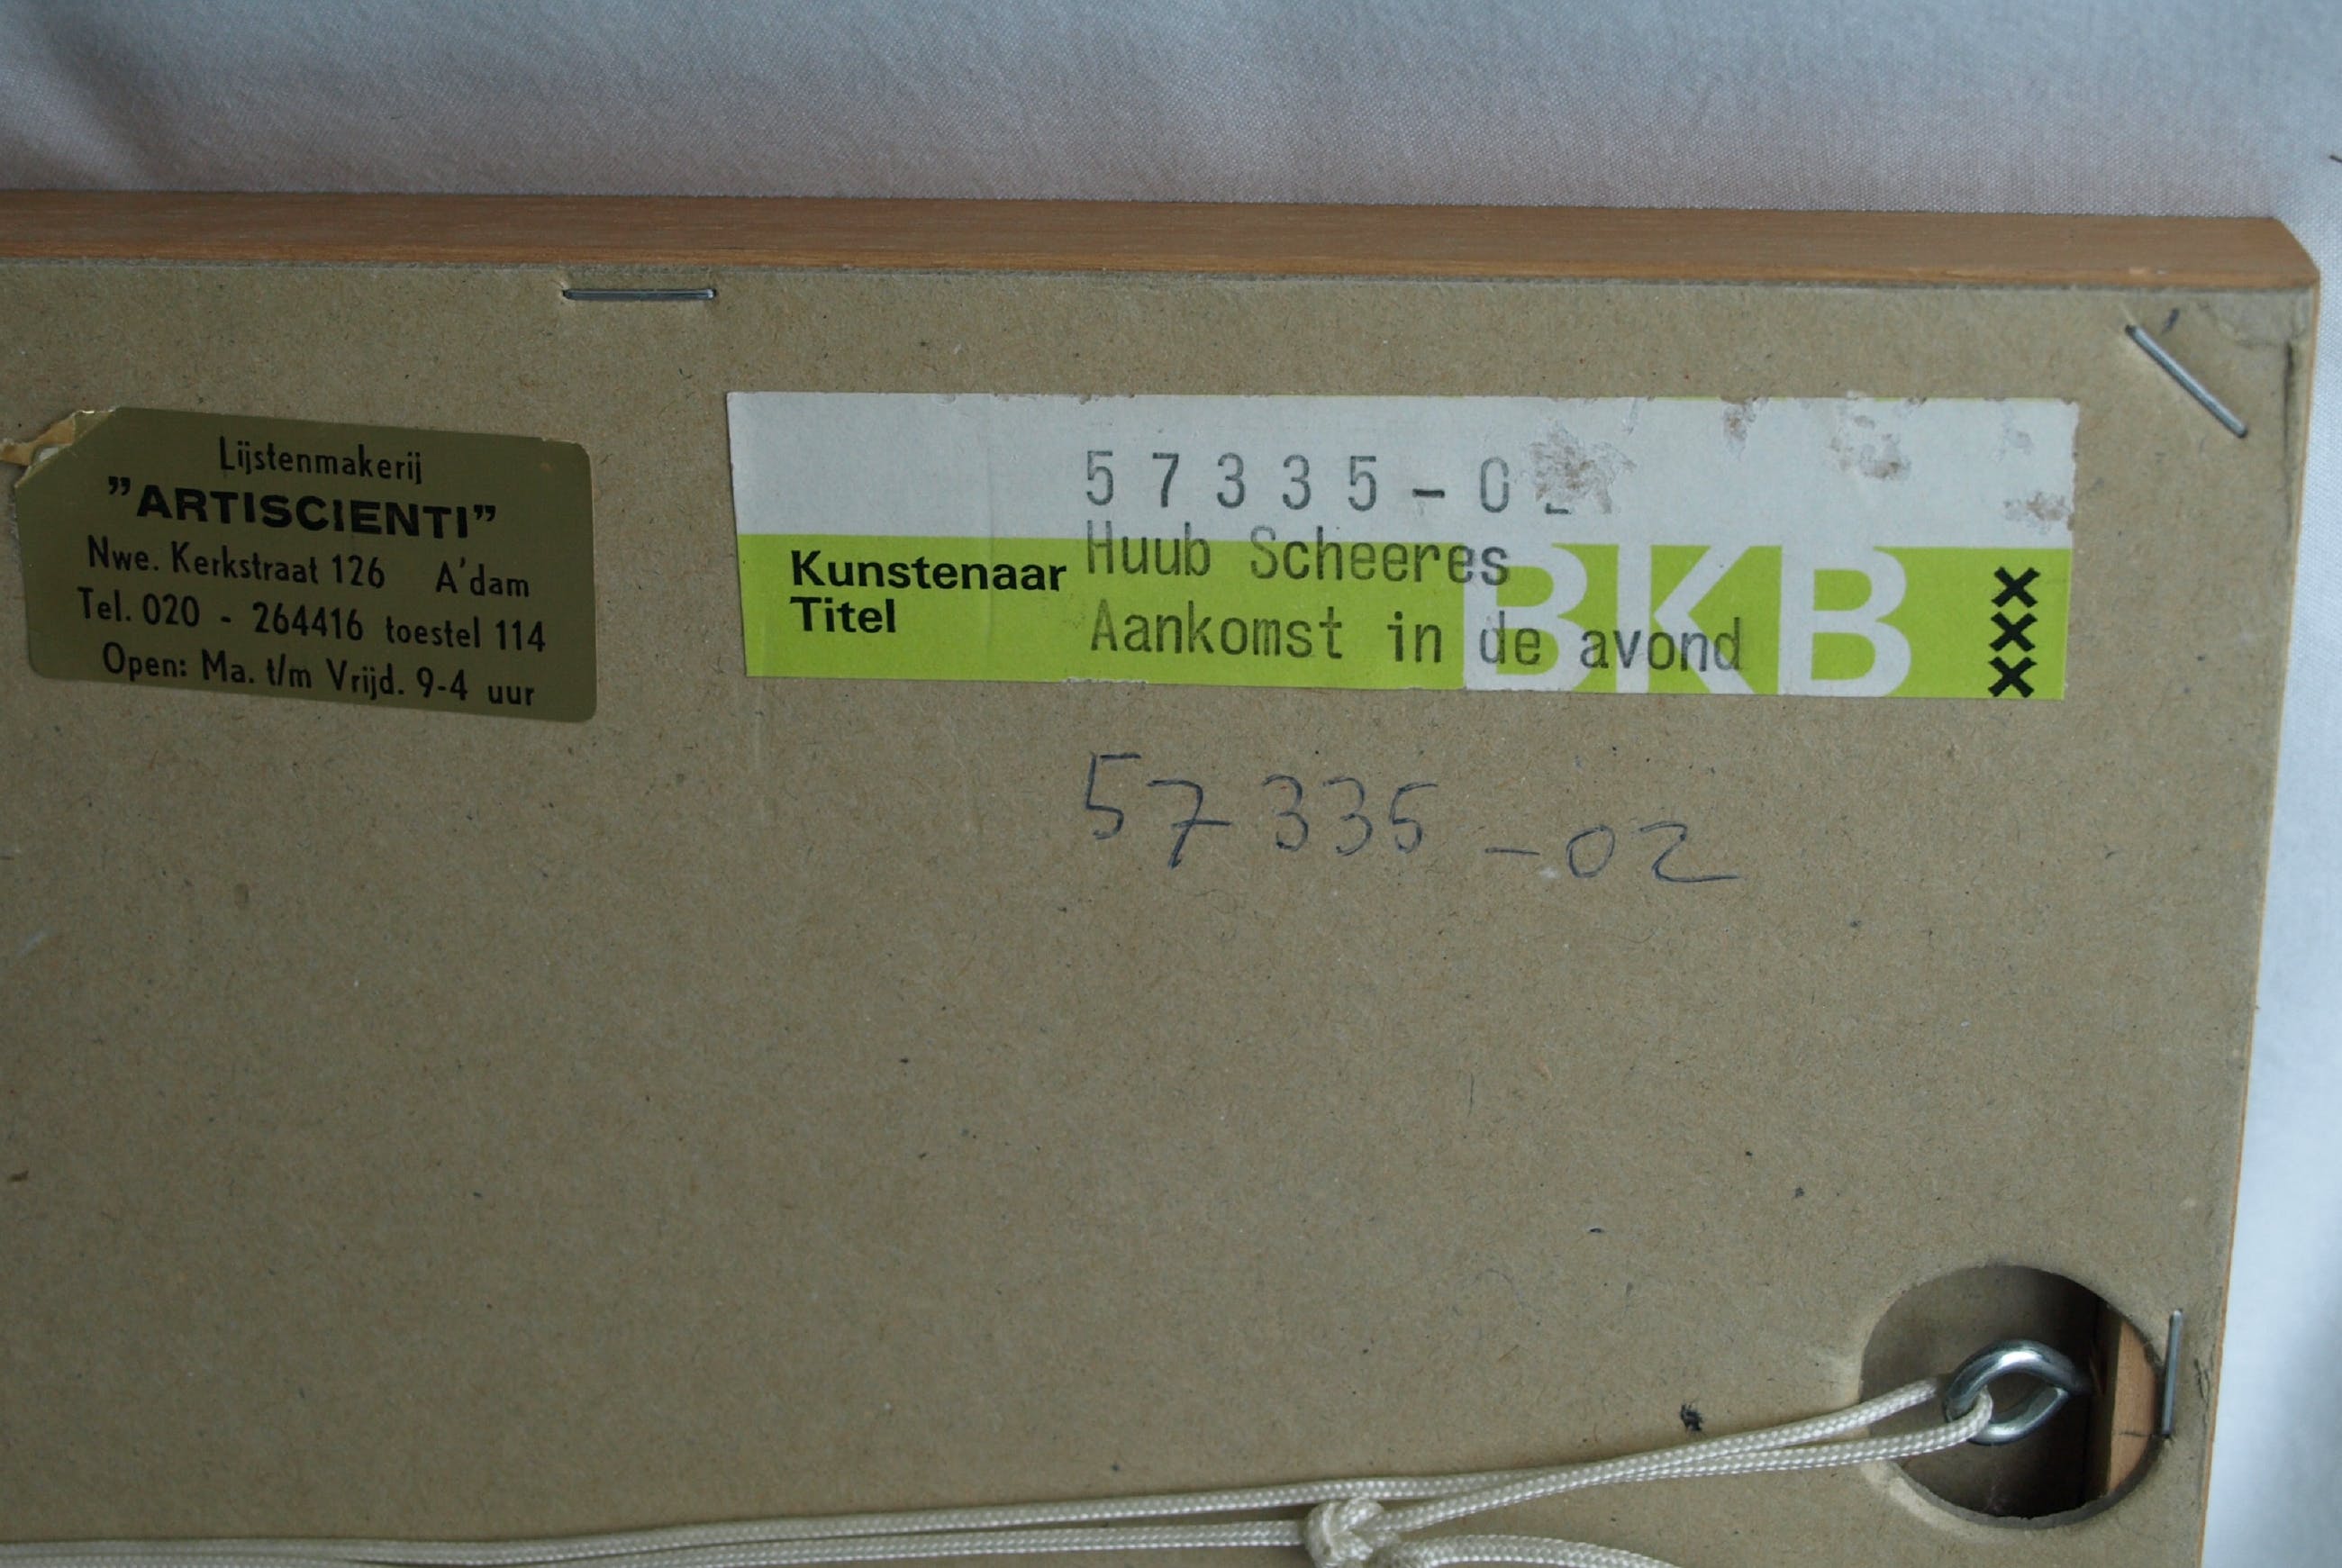 Lijstenmakerij
”ARTISCIENTI”
Nwe. Kerkstraat 126 A'dam
Tel. 020 - 264416 toestel 114
Open: Ma. t/m Vrijd. 9-4 uur
57335-0
Kunstenaar Huub Scheeres
Titel Aankomst in de avond
BKB
XXX
57335-02